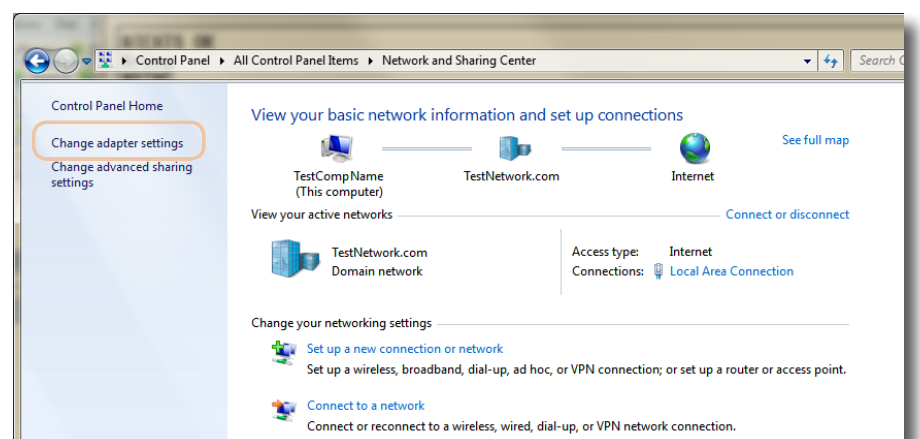 Control Panel ▸ All Control Panel Items ▸ Network and Sharing Center
Search
Control Panel Home
Change adapter settings
Change advanced sharing
settings
View your basic network information and set up connections
See full map
TestCompName
(This computer)
TestNetwork.com
Internet
View your active networks
Connect or disconnect
TestNetwork.com
Domain network
Access type: Internet
Connections: Local Area Connection
Change your networking settings
Set up a new connection or network
Set up a wireless, broadband, dial-up, ad hoc, or VPN connection; or set up a router or access point.
Connect to a network
Connect or reconnect to a wireless, wired, dial-up, or VPN network connection.